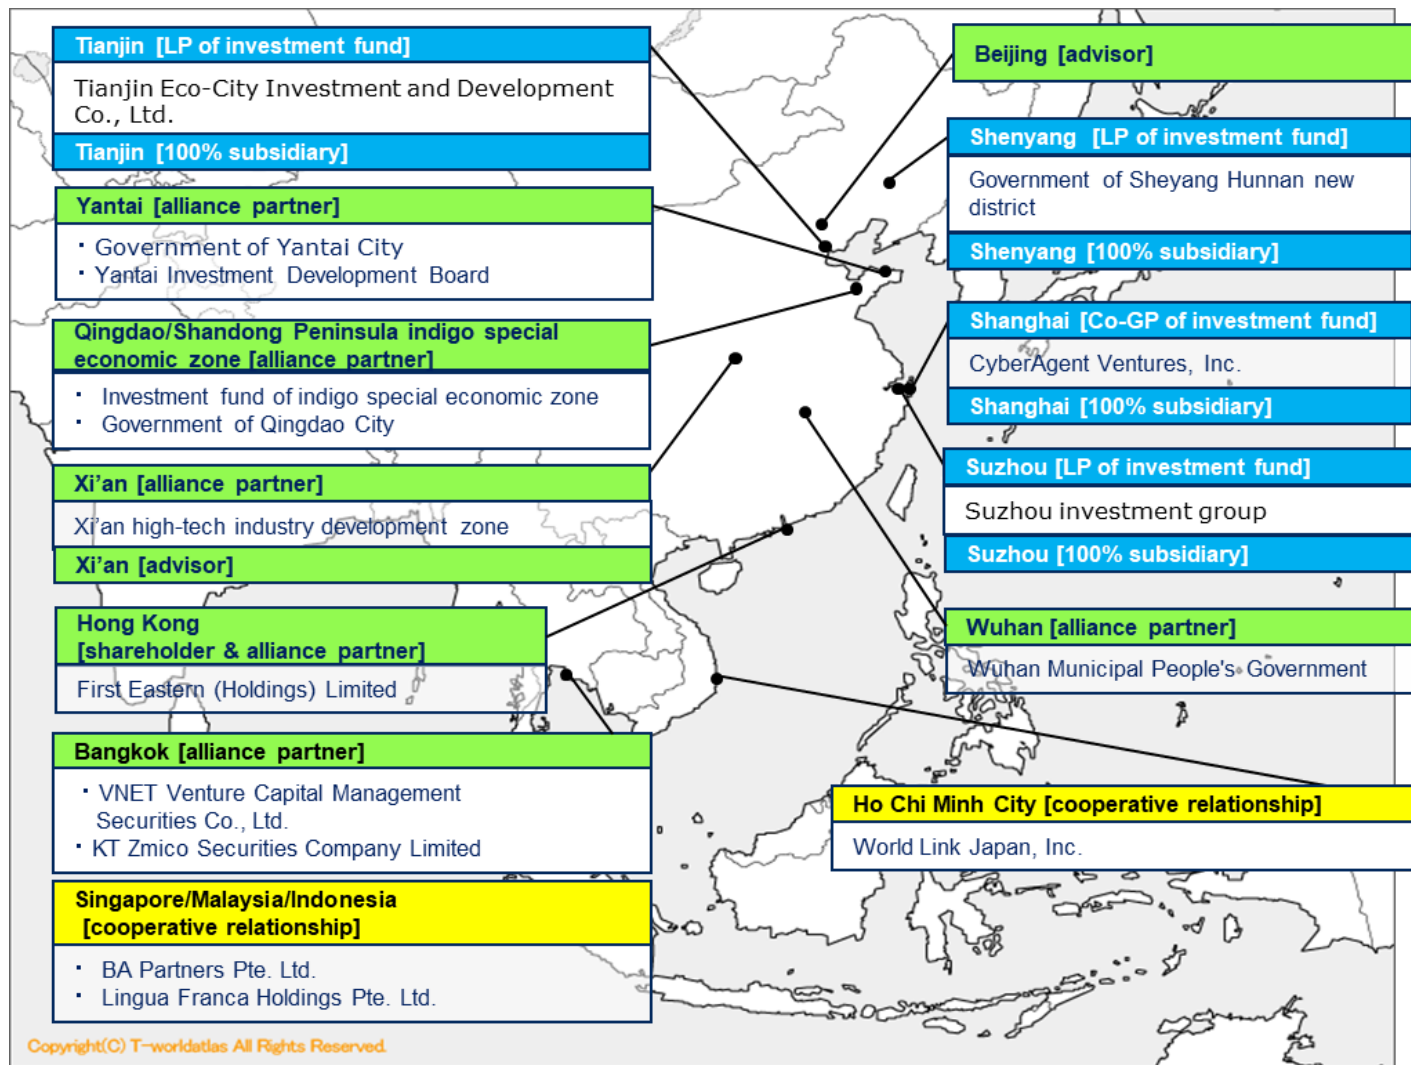 Tianjin [LP of investment fund]
Tianjin Eco-City Investment and Development
Co., Ltd.
Tianjin [100% subsidiary]
Yantai [alliance partner]
・Government of Yantai City
・Yantai Investment Development Board
Qingdao/Shandong Peninsula indigo special
economic zone [alliance partner]
・ Investment fund of indigo special economic zone
・ Government of Qingdao City
Xi'an [alliance partner]
Xi'an high-tech industry development zone
Xi'an [advisor]
Hong Kong
[shareholder & alliance partner]
First Eastern (Holdings) Limited
Bangkok [alliance partner]
・VNET Venture Capital Management
Securities Co., Ltd.
・KT Zmico Securities Company Limited
Singapore/Malaysia/Indonesia
[cooperative relationship]
・ BA Partners Pte. Ltd.
・ Lingua Franca Holdings Pte. Ltd.
Beijing [advisor]
Shenyang [LP of investment fund]
Government of Sheyang Hunnan new
district
Shenyang [100% subsidiary]
Shanghai [Co-GP of investment fund]
CyberAgent Ventures, Inc.
Shanghai [100% subsidiary]
Suzhou [LP of investment fund]
Suzhou investment group
Suzhou [100% subsidiary]
Wuhan [alliance partner]
Wuhan Municipal People's Government
Ho Chi Minh City [cooperative relationship]
World Link Japan, Inc.
Copyright(C) T-worldatlas All Rights Reserved.